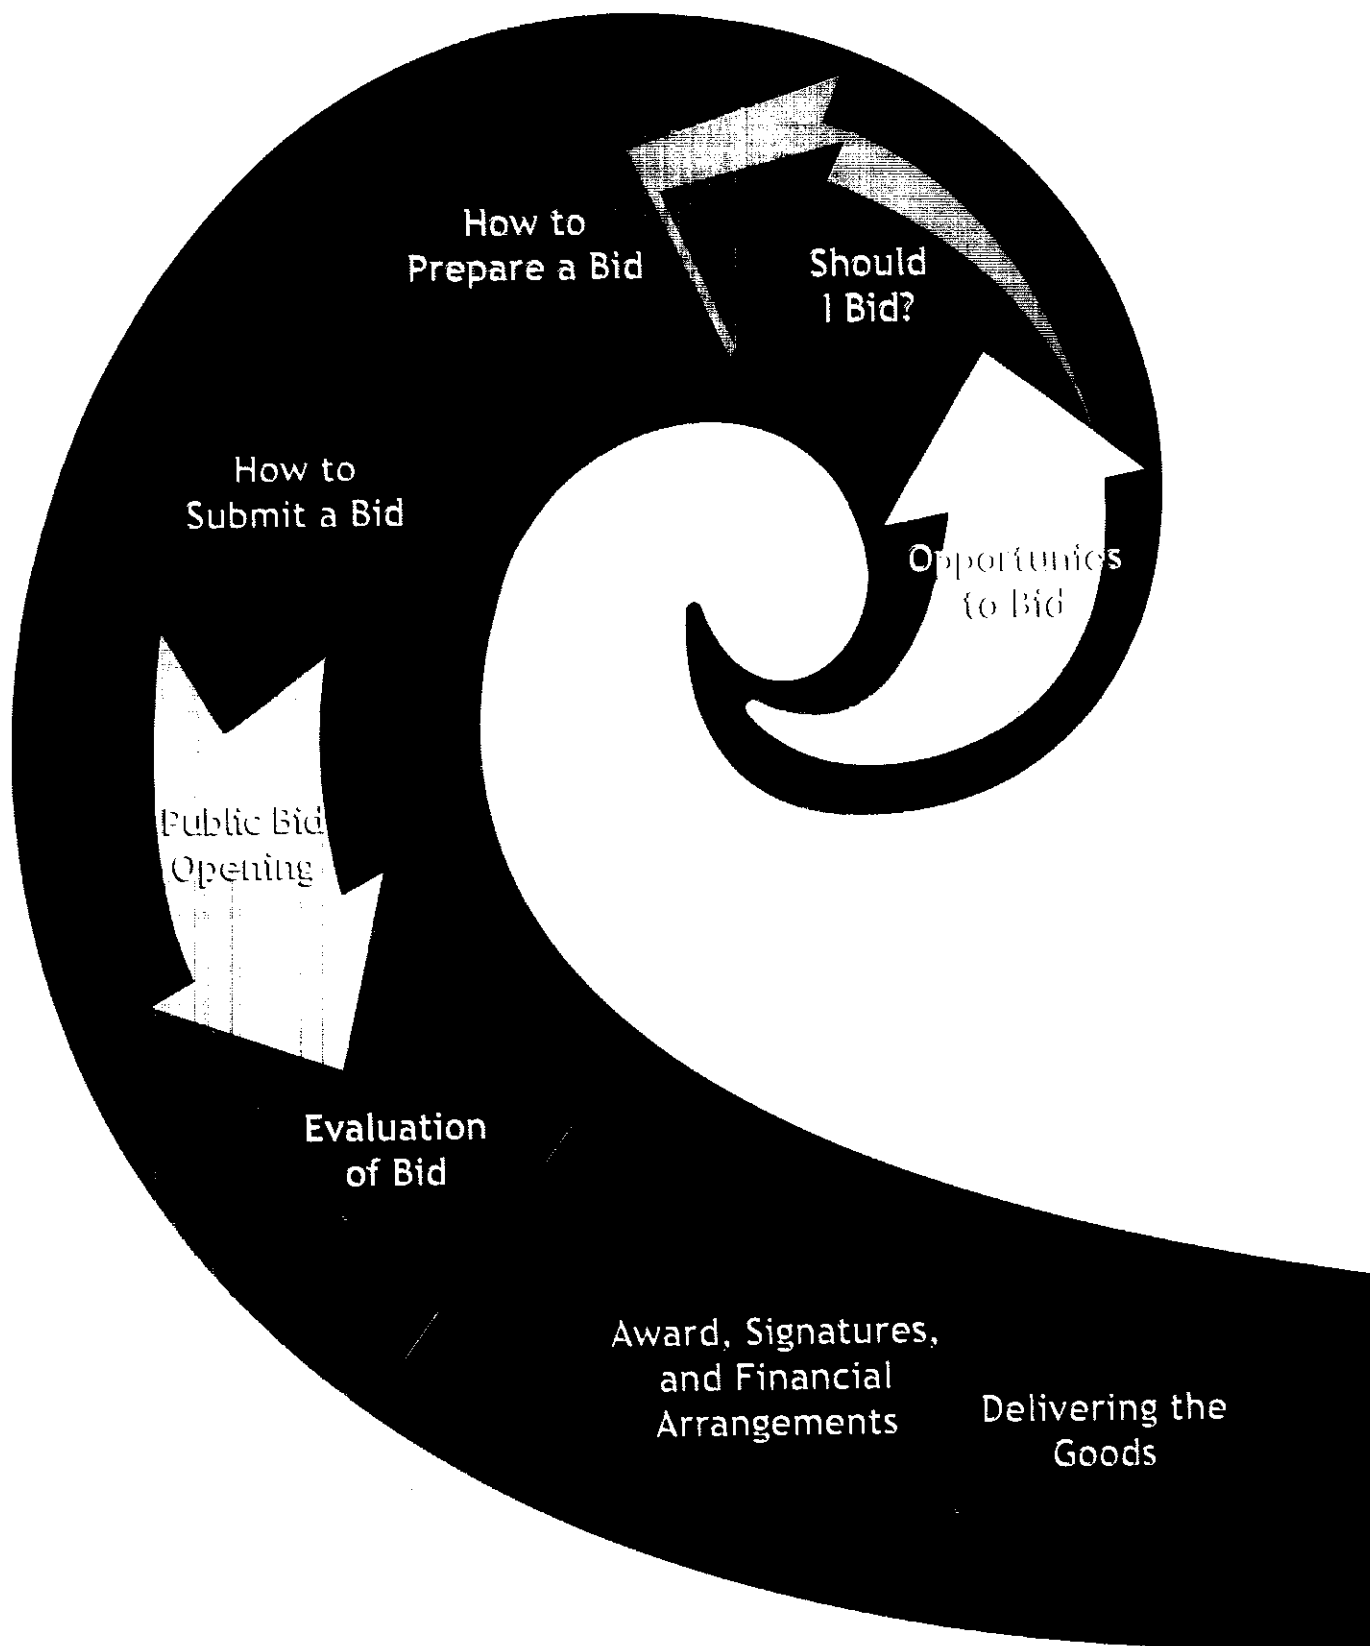 Opportunies
to Bid
Should
I Bid?
How to
Prepare a Bid
How to
Submit a Bid
Public Bid
Opening
Evaluation
of Bid
Award, Signatures,
and Financial
Arrangements
Delivering the
Goods